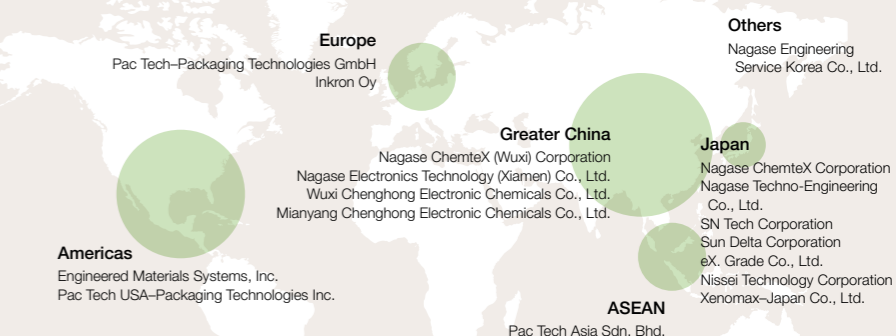 Europe
Pac Tech–Packaging Technologies GmbH
Inkron Oy
Others
Nagase Engineering
Service Korea Co., Ltd.
Greater China
Nagase ChemteX (Wuxi) Corporation
Nagase Electronics Technology (Xiamen) Co., Ltd.
Wuxi Chenghong Electronic Chemicals Co., Ltd.
Mianyang Chenghong Electronic Chemicals Co., Ltd.
Japan
Nagase ChemteX Corporation
Nagase Techno-Engineering
Co., Ltd.
SN Tech Corporation
Sun Delta Corporation
eX. Grade Co., Ltd.
Nissei Technology Corporation
Xenomax–Japan Co., Ltd.
Americas
Engineered Materials Systems, Inc.
Pac Tech USA–Packaging Technologies Inc.
ASEAN
Pac Tech Asia Sdn. Bhd.